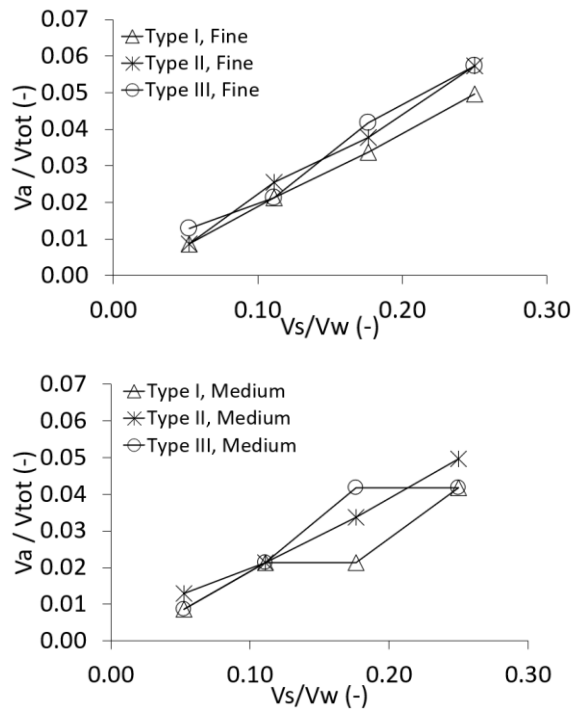 0.07
Type I, Fine
0.06
Type II, Fine
0.05
Type III, Fine
0.04
0.03
0.02
0.01
0.00
Va / Vtot (-)
0.00 0.10 0.20 0.30
Vs/Vw (-)
0.07
Type I, Medium
0.06
Type II, Medium
0.05
Type III, Medium
0.04
0.03
0.02
0.01
0.00
Va / Vtot (-)
0.00 0.10 0.20 0.30
Vs/Vw (-)